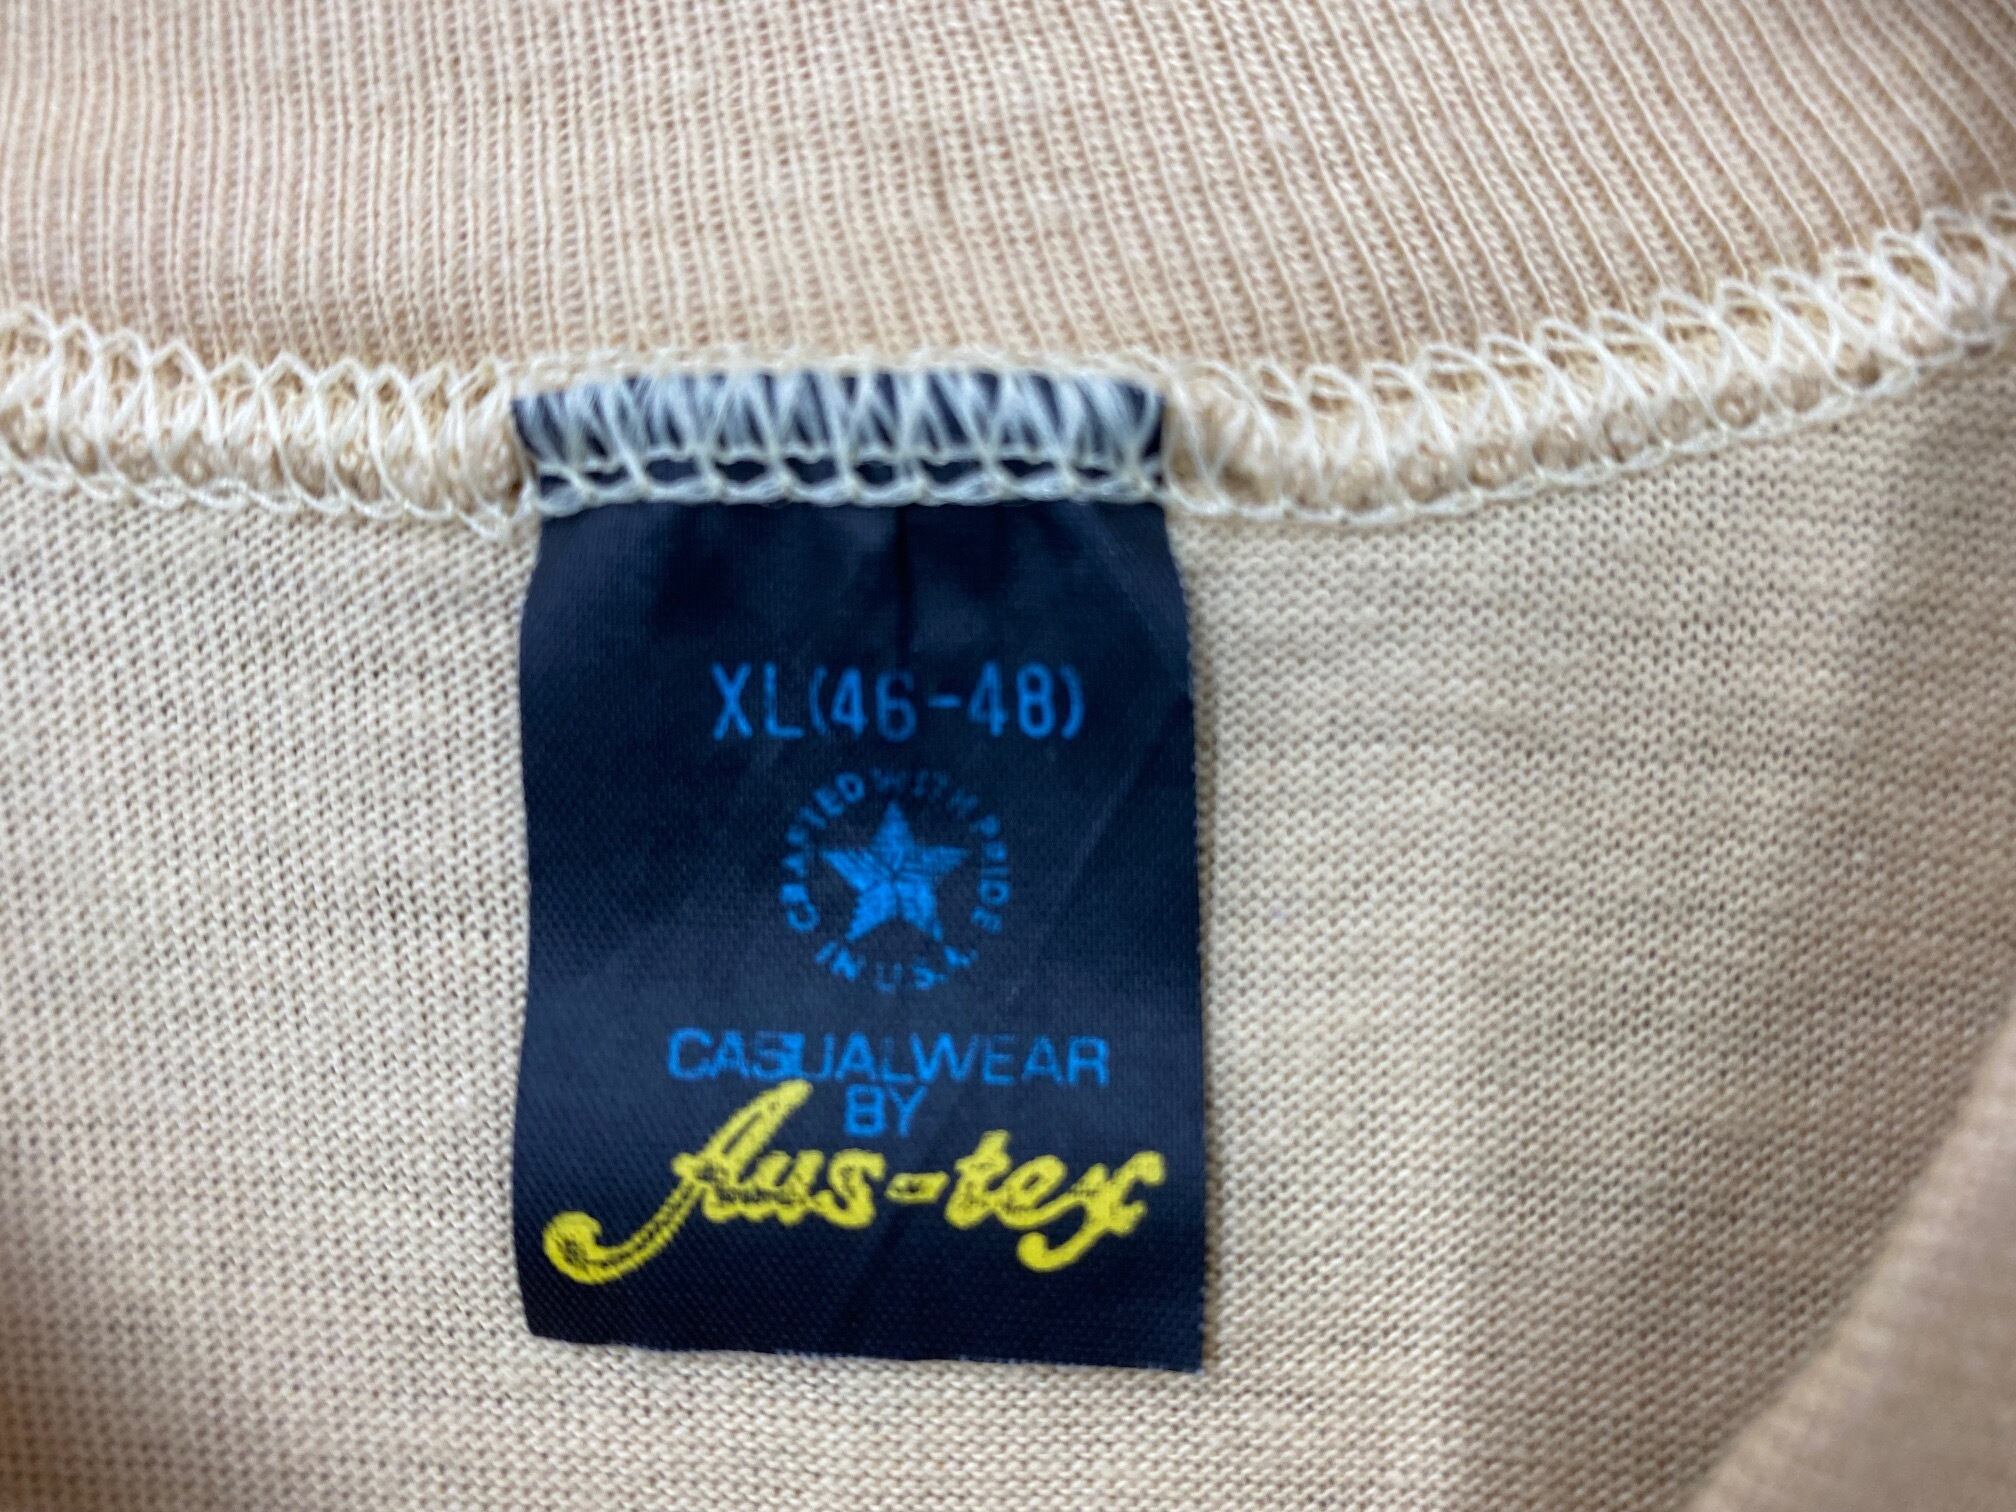 XL(46-48)
CRAFTED WITH PRIDE
IN U.S.A.
CASUALWEAR
BY
Aus-tex